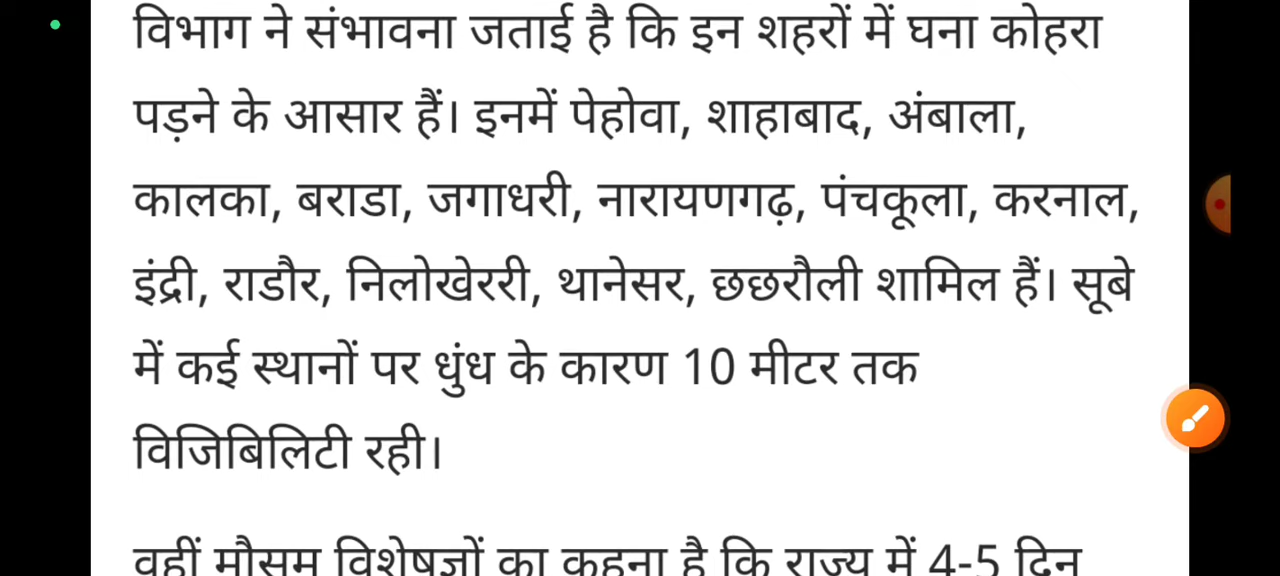 विभाग ने संभावना जताई है कि इन शहरों में घना कोहरा
पड़ने के आसार हैं। इनमें पेहोवा, शाहाबाद, अंबाला,
कालका, बराडा, जगाधरी, नारायणगढ़, पंचकूला, करनाल,
इंद्री, राडौर, निलोखेररी, थानेसर, छछरौली शामिल हैं। सूबे
में कई स्थानों पर धुंध के कारण 10 मीटर तक
विजिबिलिटी रही।
वहीं मौसम विशेषज्ञों का कहना है कि राज्य में 4-5 दिन